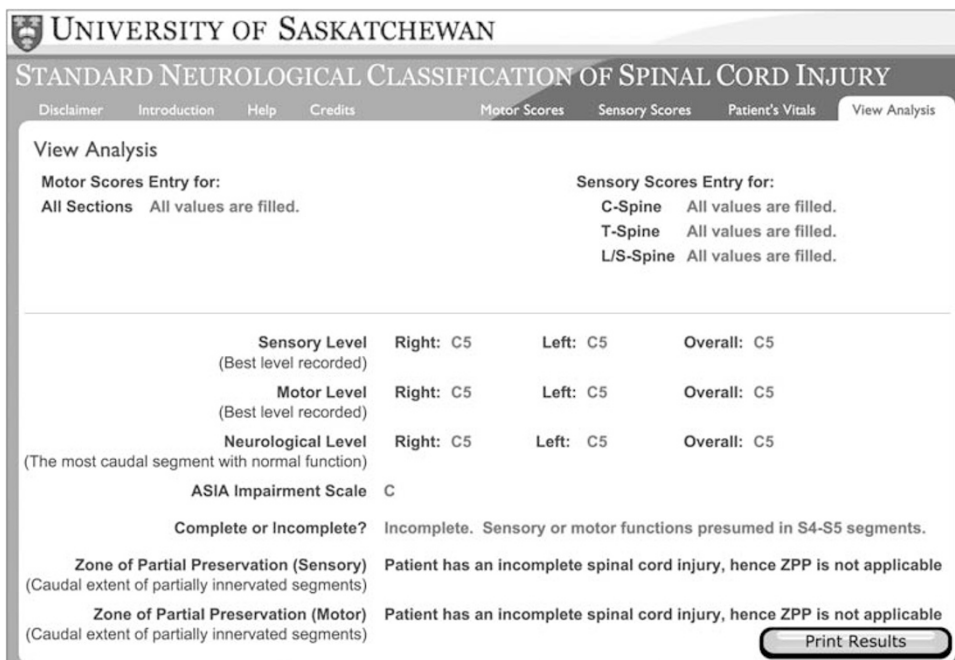 UNIVERSITY OF SASKATCHEWAN
STANDARD NEUROLOGICAL CLASSIFICATION OF SPINAL CORD INJURY
Disclaimer Introduction Help Credits Motor Scores Sensory Scores Patient's Vitals View Analysis
View Analysis
Motor Scores Entry for: Sensory Scores Entry for:
All Sections All values are filled. C-Spine All values are filled.
T-Spine All values are filled.
L/S-Spine All values are filled.
Sensory Level Right: C5 Left: C5 Overall: C5
(Best level recorded)
Motor Level Right: C5 Left: C5 Overall: C5
(Best level recorded)
Neurological Level Right: C5 Left: C5 Overall: C5
(The most caudal segment with normal function)
ASIA Impairment Scale C
Complete or Incomplete? Incomplete. Sensory or motor functions presumed in S4-S5 segments.
Zone of Partial Preservation (Sensory) Patient has an incomplete spinal cord injury, hence ZPP is not applicable
(Caudal extent of partially innervated segments)
Zone of Partial Preservation (Motor) Patient has an incomplete spinal cord injury, hence ZPP is not applicable
(Caudal extent of partially innervated segments)
Print Results